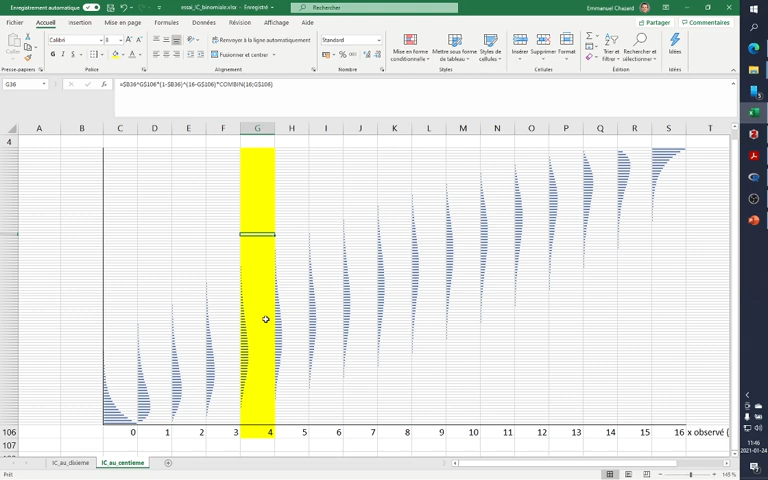 Enregistrement automatique
essai_IC_binomiale.xlsx - Enregistré
Rechercher
Emmanuel Chazard
Fichier Accueil Insertion Mise en page Formules Données Révision Affichage Aide
Partager Commentaires
Coller
Calibri 8
Renvoyer à la ligne automatiquement
Standard
G I S
Fusionner et centrer
% 000
Mise en forme conditionnelle
Mettre sous forme de tableau
Styles de cellules
Insérer Supprimer Format
Trier et filtrer
Rechercher et sélectionner
Idées
Presse-papiers Police Alignement Nombre Styles Cellules Édition Idées
G36
=$B36^G$106*(1-$B36)^(16-G$106)*COMBIN(16;G$106)
A B C D E F G H I J K L M N O P Q R S T
4
106 0 1 2 3 4 5 6 7 8 9 10 11 12 13 14 15 16 x observé (
107
IC_au_dixieme IC_au_centieme
Prêt
145 %
11:46
2021-01-24